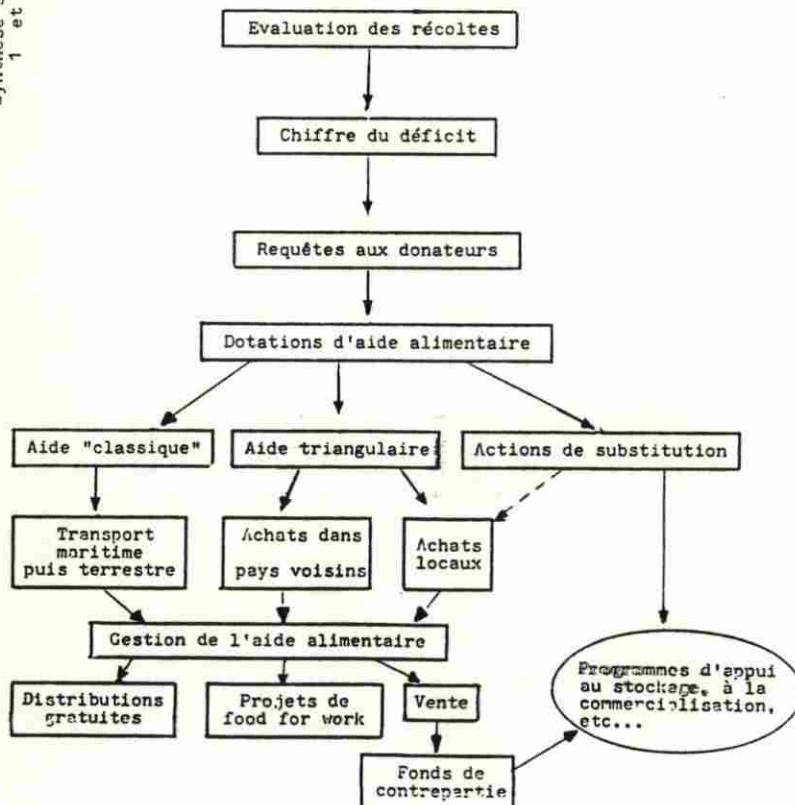 Evaluation des récoltes
Chiffre du déficit
Requêtes aux donateurs
Dotations d'aide alimentaire
Aide "classique"
Aide triangulaire
Actions de substitution
Transport
maritime
puis terrestre
Achats dans
pays voisins
Achats
locaux
Gestion de l'aide alimentaire
Distributions
gratuites
Projets de
food for work
Vente
Programmes d'appui
au stockage, à la
commercialisation,
etc...
Fonds de
contrepartie
1 et